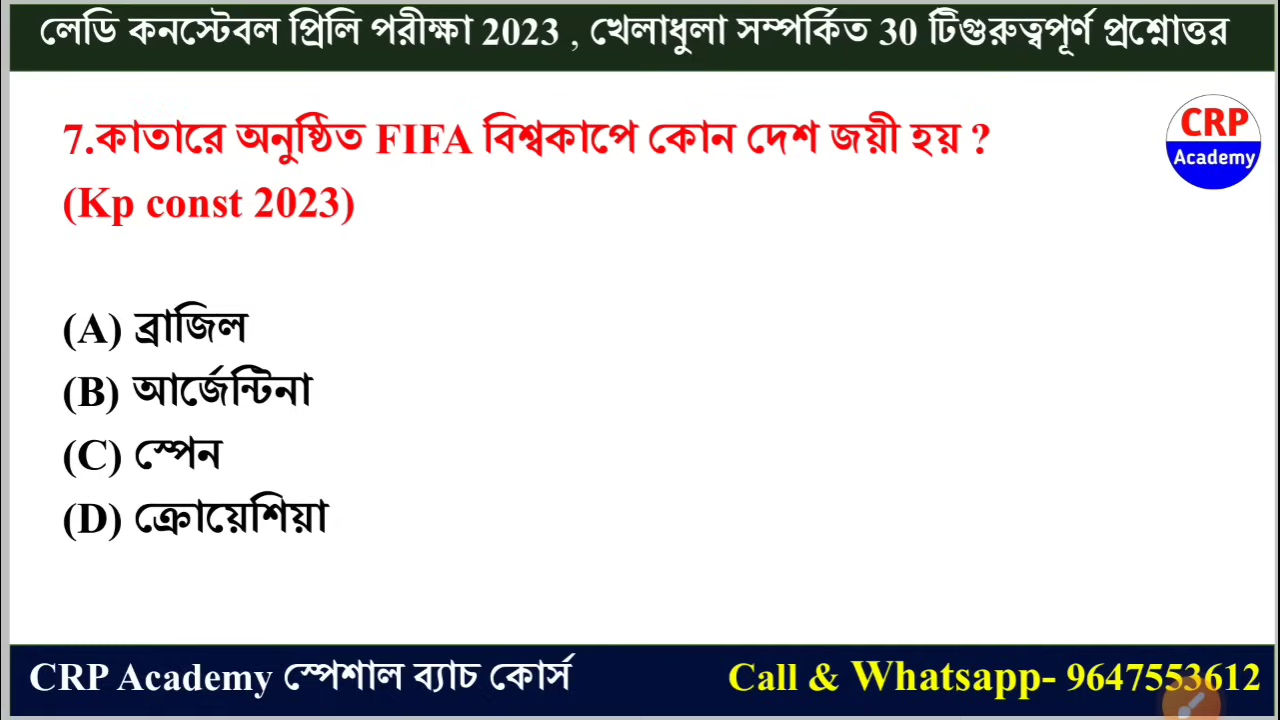 লেডি কনস্টেবল প্রিলি পরীক্ষা 2023 , খেলাধুলা সম্পর্কিত 30 টিগুরুত্বপূর্ণ প্রশ্নোত্তর
7.কাতারে অনুষ্ঠিত FIFA বিশ্বকাপে কোন দেশ জয়ী হয় ?
(Kp const 2023)
CRP
Academy
(A) ব্রাজিল
(B) আর্জেন্টিনা
(C) স্পেন
(D) ক্রোয়েশিয়া
CRP Academy স্পেশাল ব্যাচ কোর্স
Call & Whatsapp- 9647553612